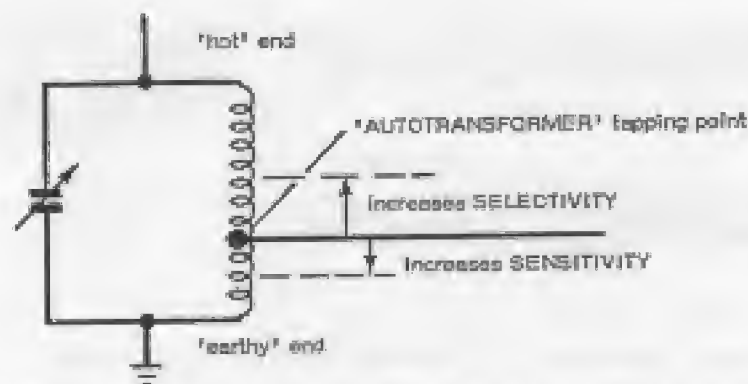 "hot" end
"AUTOTRANSFORMER" tapping point
Increases SELECTIVITY
Increases SENSITIVITY
"earthy" end